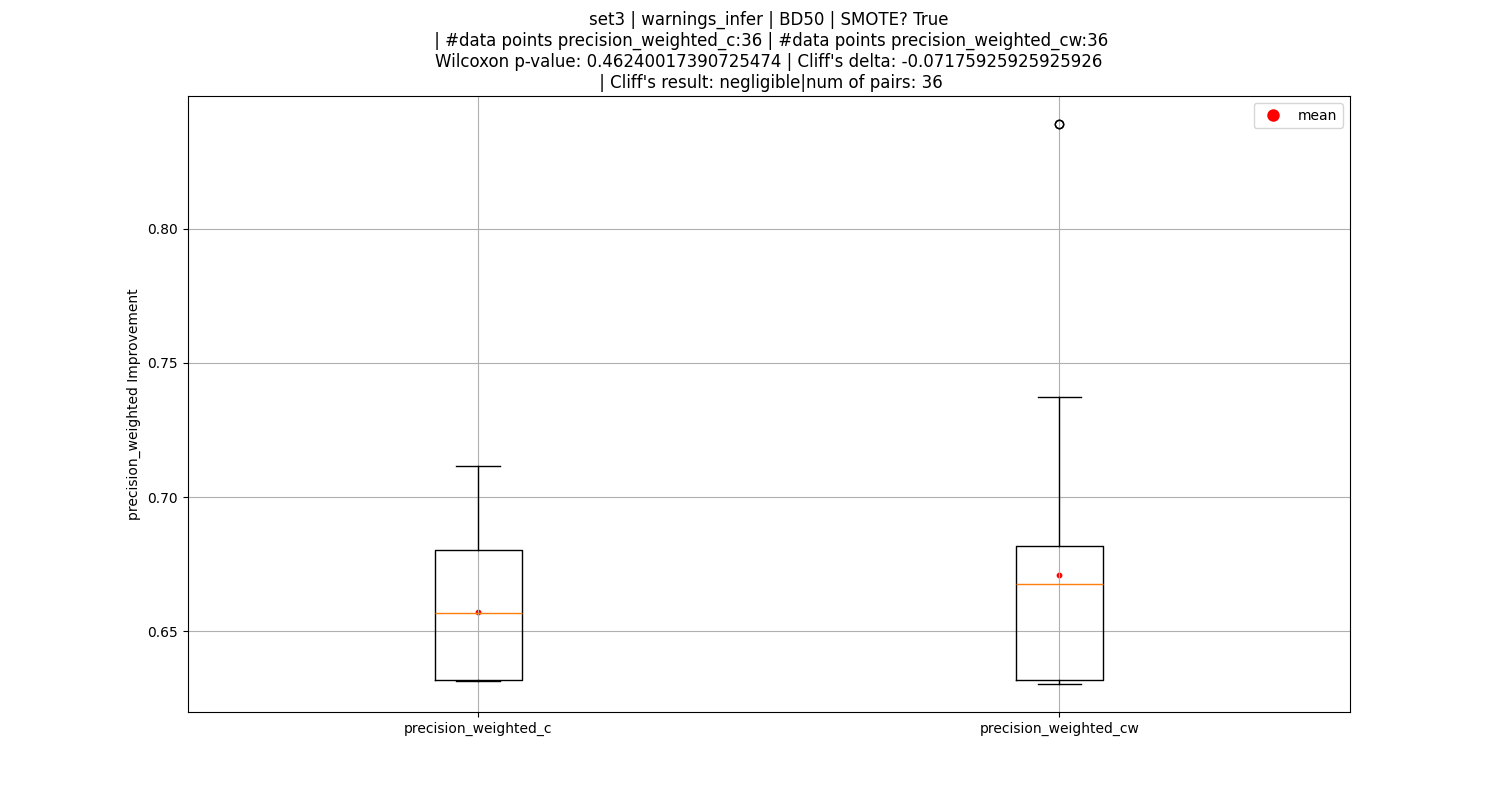 set3 | warnings_infer | BD50 | SMOTE? True
| #data points precision_weighted_c:36 | #data points precision_weighted_cw:36
Wilcoxon p-value: 0.46240017390725474 | Cliff's delta: -0.07175925925925926
| Cliff's result: negligible|num of pairs: 36
mean
precision_weighted Improvement
0.80
0.75
0.70
0.65
precision_weighted_c
precision_weighted_cw